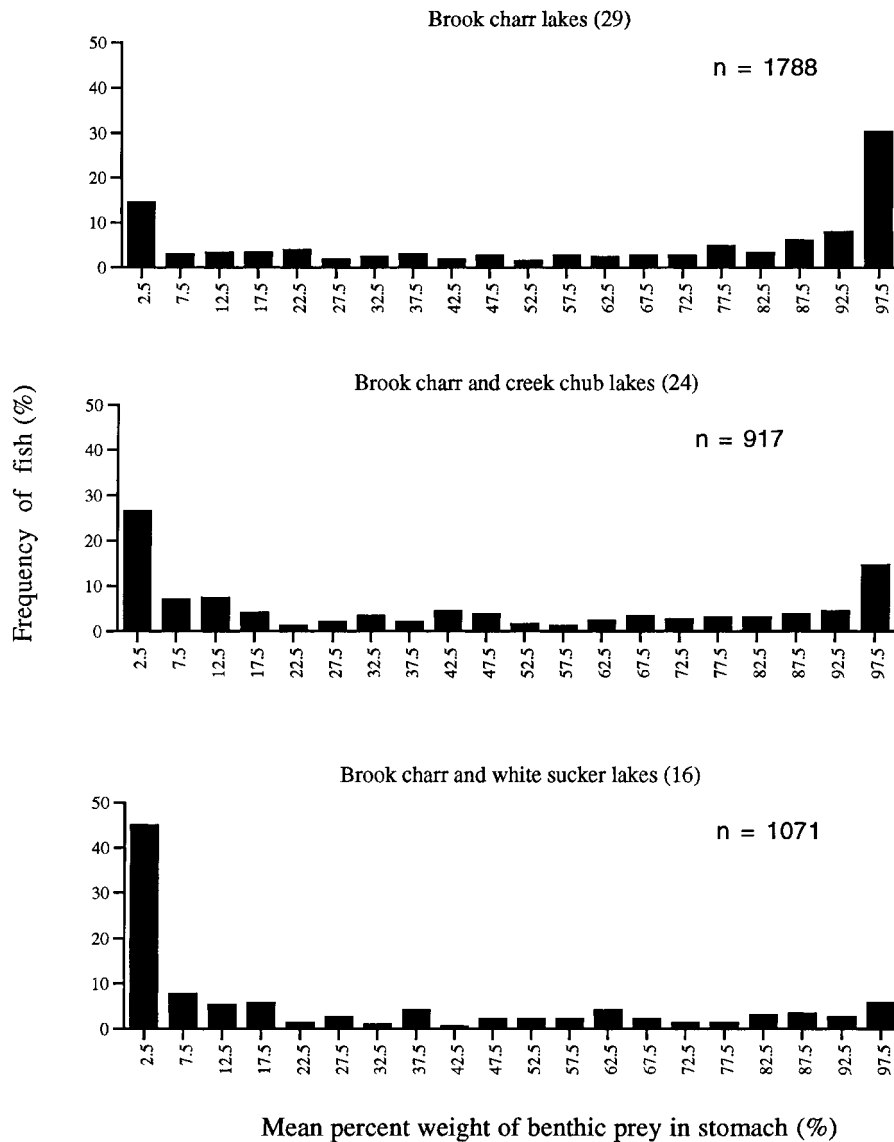 Brook charr lakes (29)
n = 1788
50
40
30
20
10
0
2.5 7.5 12.5 17.5 22.5 27.5 32.5 37.5 42.5 47.5 52.5 57.5 62.5 67.5 72.5 77.5 82.5 87.5 92.5 97.5
Brook charr and creek chub lakes (24)
n = 917
50
40
30
20
10
0
2.5 7.5 12.5 17.5 22.5 27.5 32.5 37.5 42.5 47.5 52.5 57.5 62.5 67.5 72.5 77.5 82.5 87.5 92.5 97.5
Frequency of fish (%)
Brook charr and white sucker lakes (16)
n = 1071
50
40
30
20
10
0
2.5 7.5 12.5 17.5 22.5 27.5 32.5 37.5 42.5 47.5 52.5 57.5 62.5 67.5 72.5 77.5 82.5 87.5 92.5 97.5
Mean percent weight of benthic prey in stomach (%)